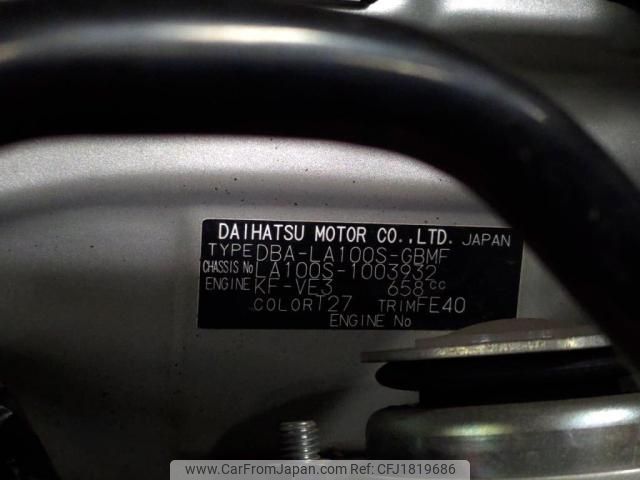 DAIHATSU MOTOR CO.,LTD. JAPAN
TYPE DBA-LA100S-GBMF
CHASSIS No LA100S-1003932
ENGINE KF-VE3 658cc
COLOR T27 TRIM FE40
ENGINE No
www.CarFromJapan.com | REF No CFJ1819686